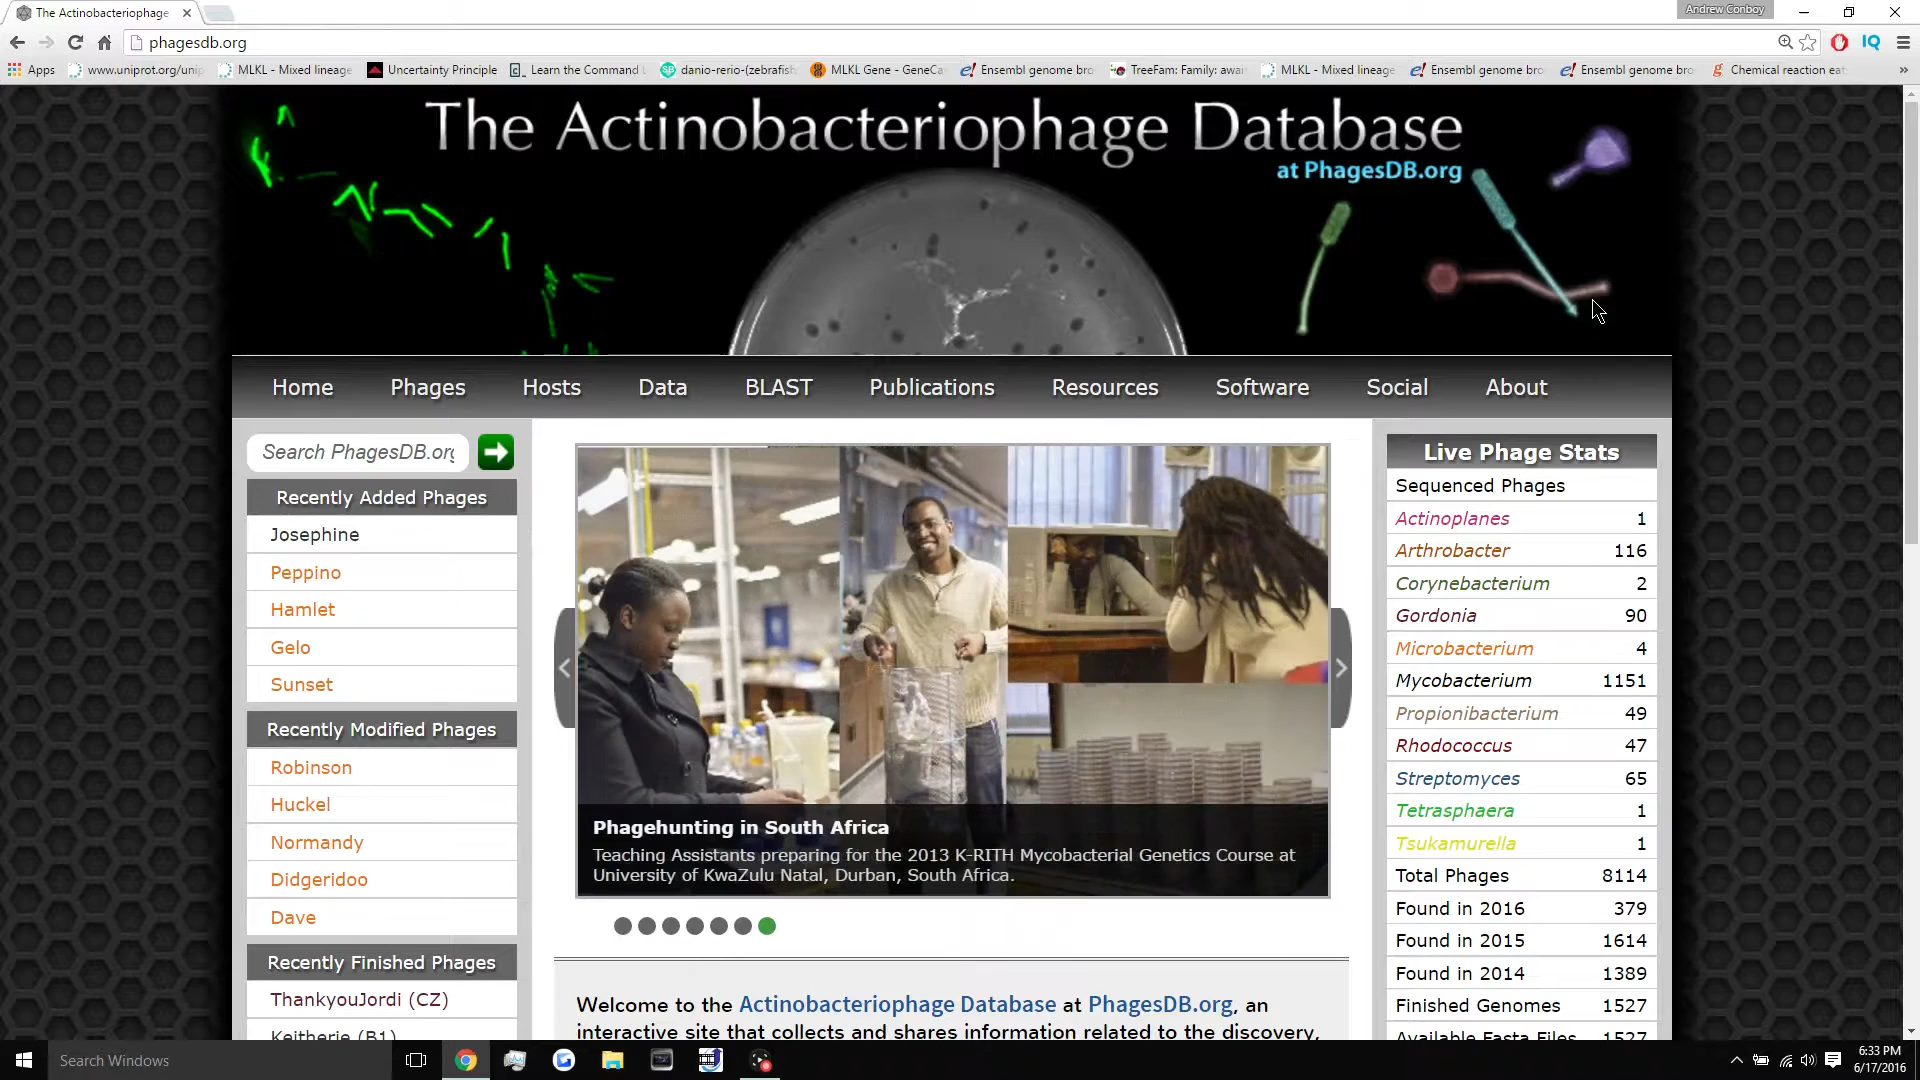 The Actinobacteriophage
Andrew Conboy
phagesdb.org
IQ
Apps
www.uniprot.org/unip
MLKL - Mixed lineage
Uncertainty Principle
Learn the Command L
danio-rerio-(zebrafish
MLKL Gene - GeneCa
Ensembl genome bro
TreeFam: Family: awai
MLKL - Mixed lineage
Ensembl genome bro
Ensembl genome bro
Chemical reaction eat
The Actinobacteriophage Database
at PhagesDB.org
Home
Phages
Hosts
Data
BLAST
Publications
Resources
Software
Social
About
Search PhagesDB.org
Recently Added Phages
Josephine
Peppino
Hamlet
Gelo
Sunset
Recently Modified Phages
Robinson
Huckel
Normandy
Didgeridoo
Dave
Recently Finished Phages
ThankyouJordi (CZ)
Keitherie (B1)
Phagehunting in South Africa
Teaching Assistants preparing for the 2013 K-RITH Mycobacterial Genetics Course at
University of KwaZulu Natal, Durban, South Africa.
Welcome to the Actinobacteriophage Database at PhagesDB.org, an
interactive site that collects and shares information related to the discovery,
Live Phage Stats
Sequenced Phages
Actinoplanes 1
Arthrobacter 116
Corynebacterium 2
Gordonia 90
Microbacterium 4
Mycobacterium 1151
Propionibacterium 49
Rhodococcus 47
Streptomyces 65
Tetrasphaera 1
Tsukamurella 1
Total Phages 8114
Found in 2016 379
Found in 2015 1614
Found in 2014 1389
Finished Genomes 1527
Available Fasta Files 1527
Search Windows
6:33 PM
6/17/2016